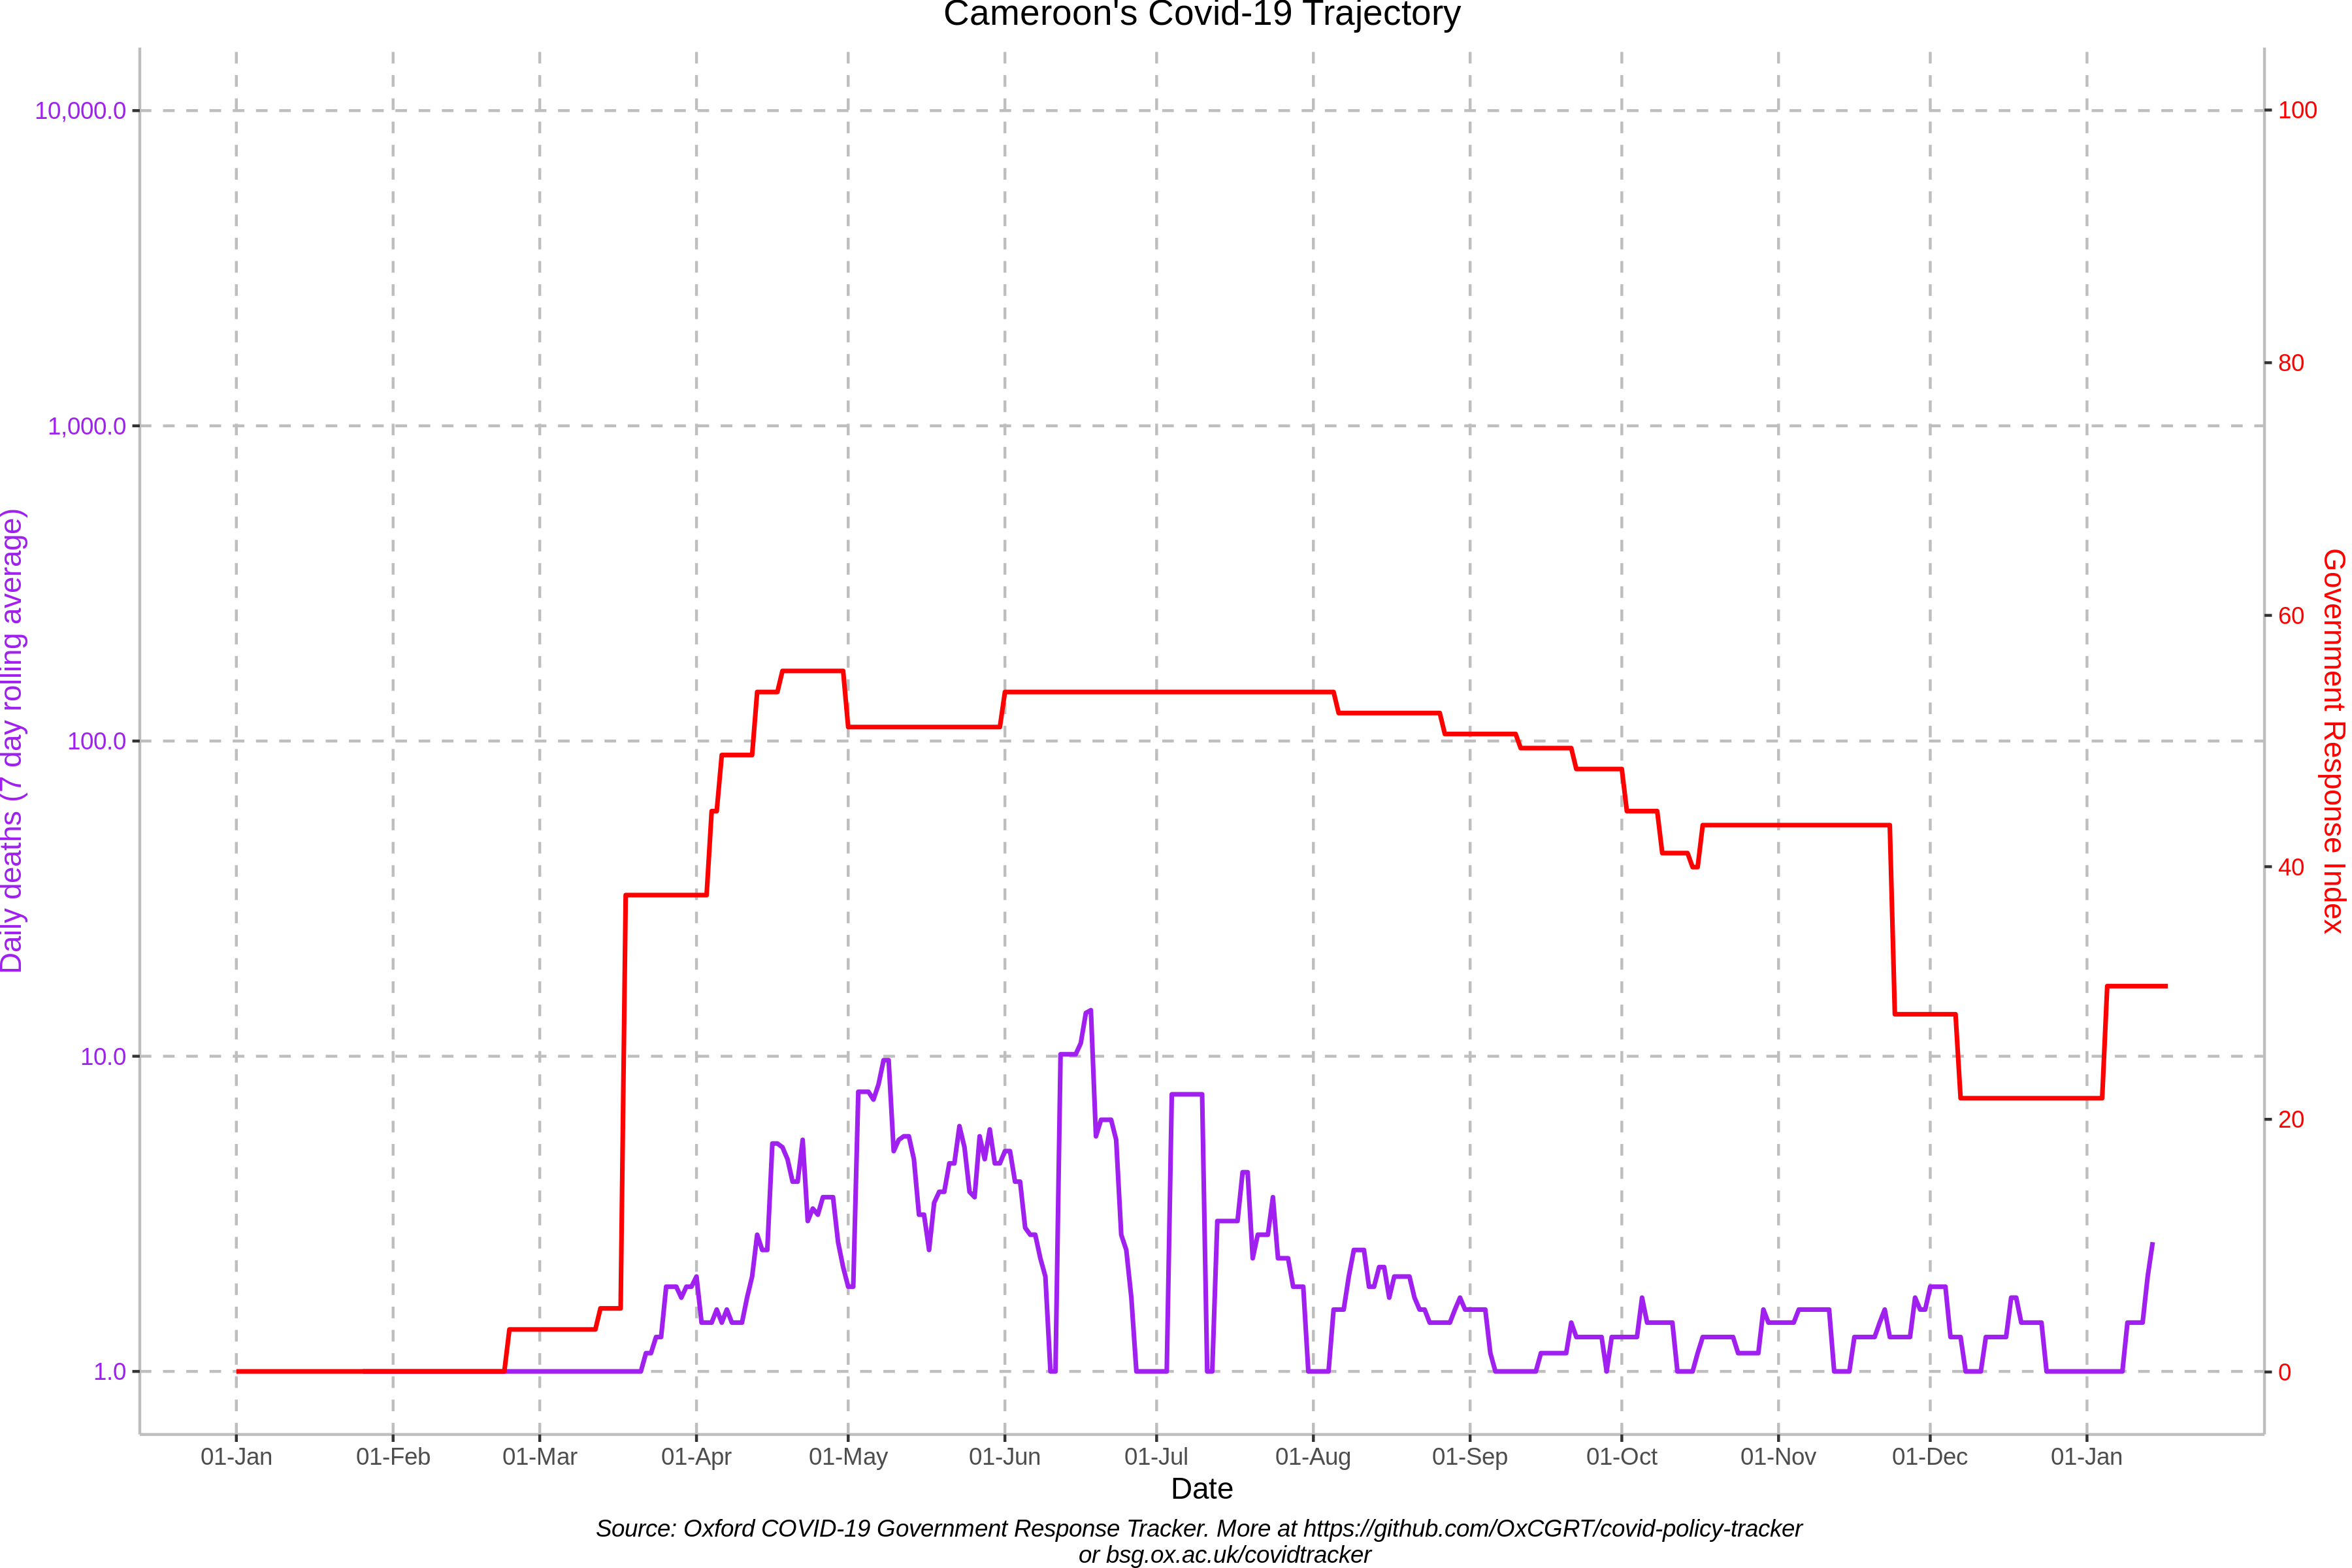 Cameroon's Covid-19 Trajectory
10,000.0
1,000.0
100.0
10.0
1.0
Daily deaths (7 day rolling average)
100
80
60
40
20
0
Government Response Index
01-Jan 01-Feb 01-Mar 01-Apr 01-May 01-Jun 01-Jul 01-Aug 01-Sep 01-Oct 01-Nov 01-Dec 01-Jan
Date
Source: Oxford COVID-19 Government Response Tracker. More at https://github.com/OxCGRT/covid-policy-tracker
or bsg.ox.ac.uk/covidtracker